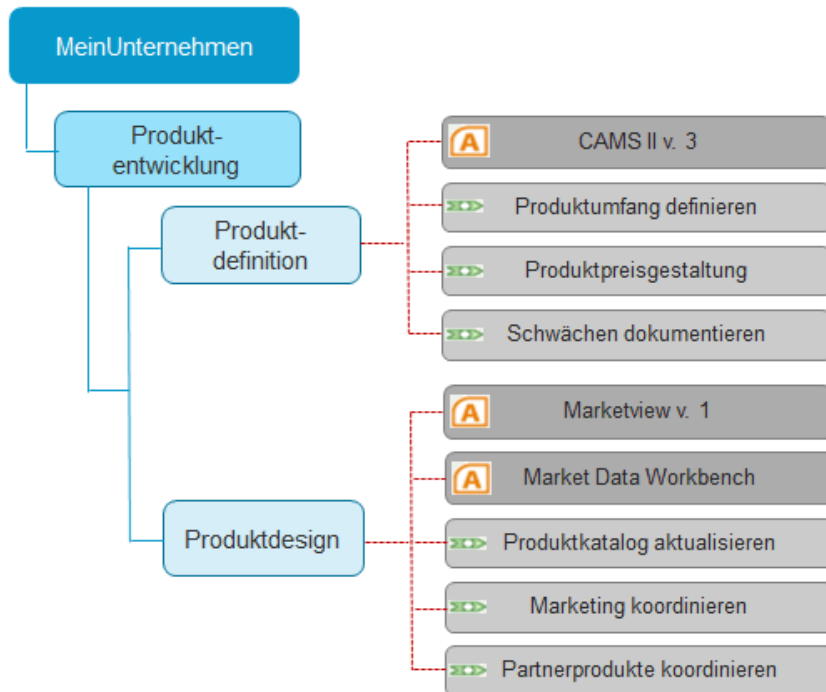 MeinUnternehmen
Produkt-
entwicklung
Produkt-
definition
A CAMS II v. 3
Produktumfang definieren
Produktpreisgestaltung
Schwächen dokumentieren
Produktdesign
A Marketview v. 1
A Market Data Workbench
Produktkatalog aktualisieren
Marketing koordinieren
Partnerprodukte koordinieren